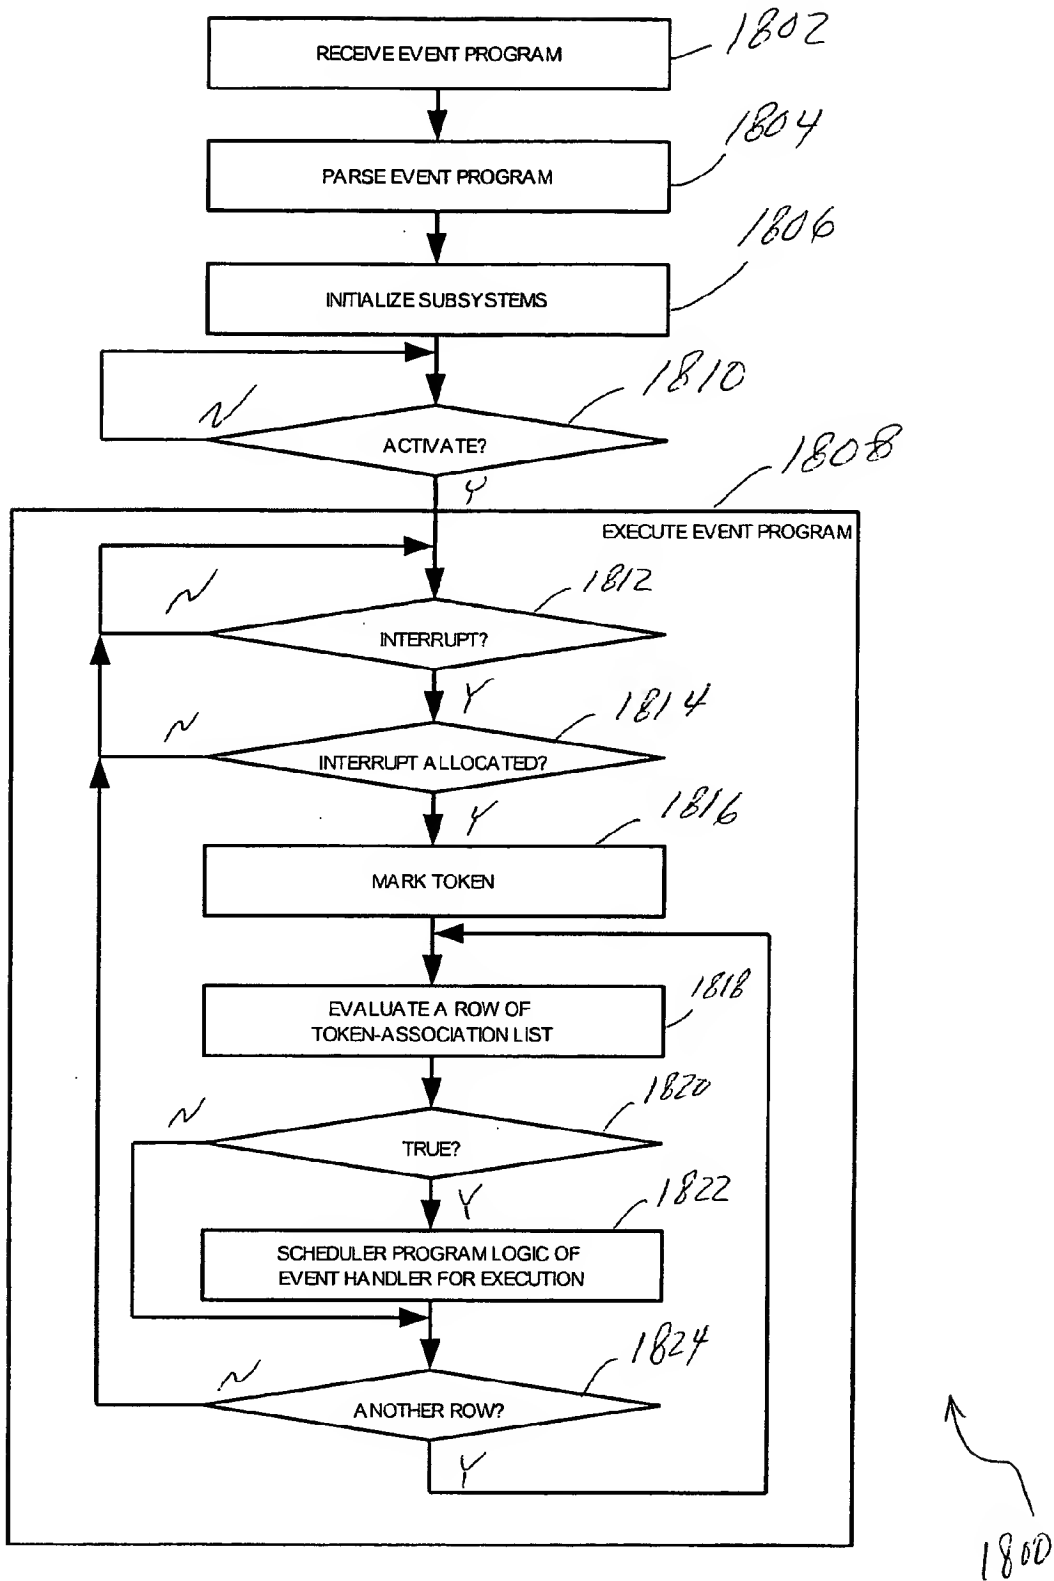 1802
RECEIVE EVENT PROGRAM
1804
PARSE EVENT PROGRAM
1806
INITIALIZE SUBSYSTEMS
1810
N
ACTIVATE?
Y
1808
EXECUTE EVENT PROGRAM
1812
N
INTERRUPT?
Y
1814
N
INTERRUPT ALLOCATED?
Y
1816
MARK TOKEN
1818
EVALUATE A ROW OF
TOKEN-ASSOCIATION LIST
1820
N
TRUE?
Y
1822
SCHEDULER PROGRAM LOGIC OF
EVENT HANDLER FOR EXECUTION
1824
N
ANOTHER ROW?
Y
1800